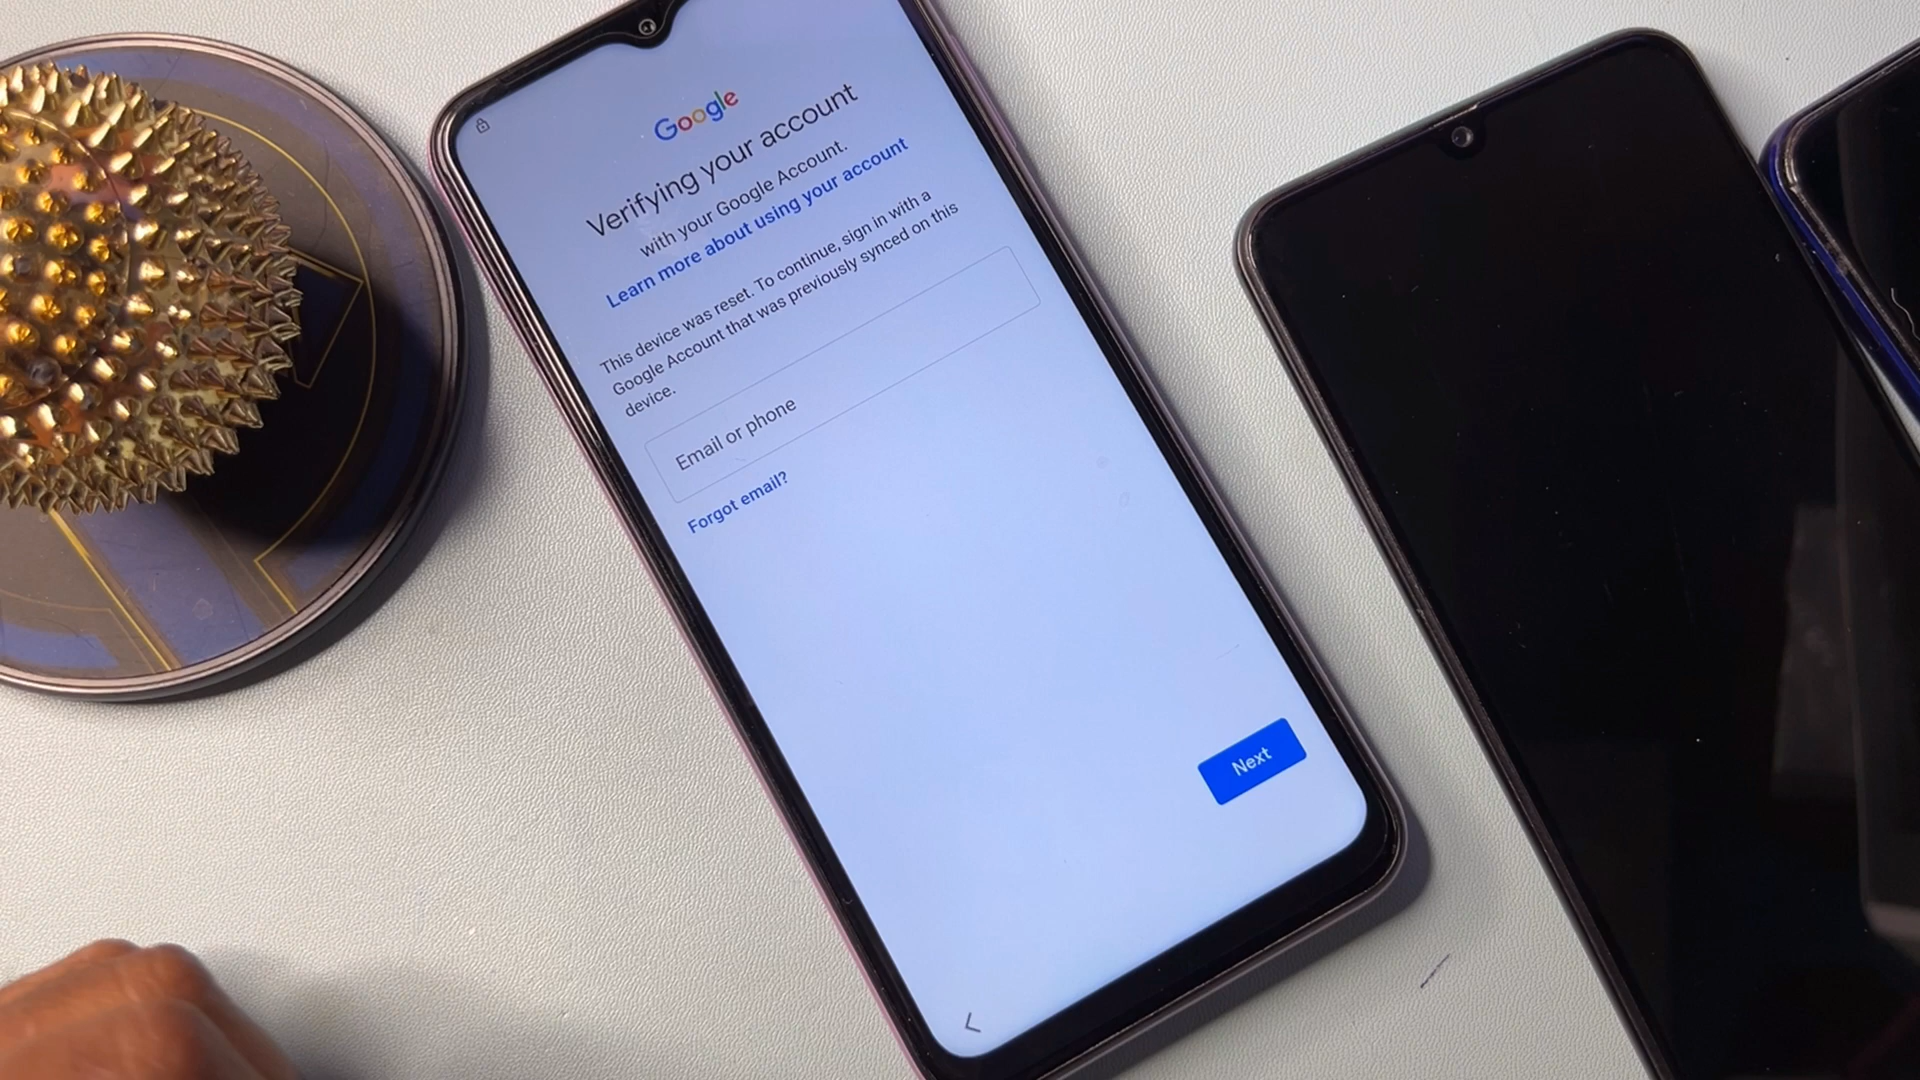 Google
Verifying your account
with your Google Account.
Learn more about using your account
This device was reset. To continue, sign in with a
Google Account that was previously synced on this
device.
Email or phone
Forgot email?
Next